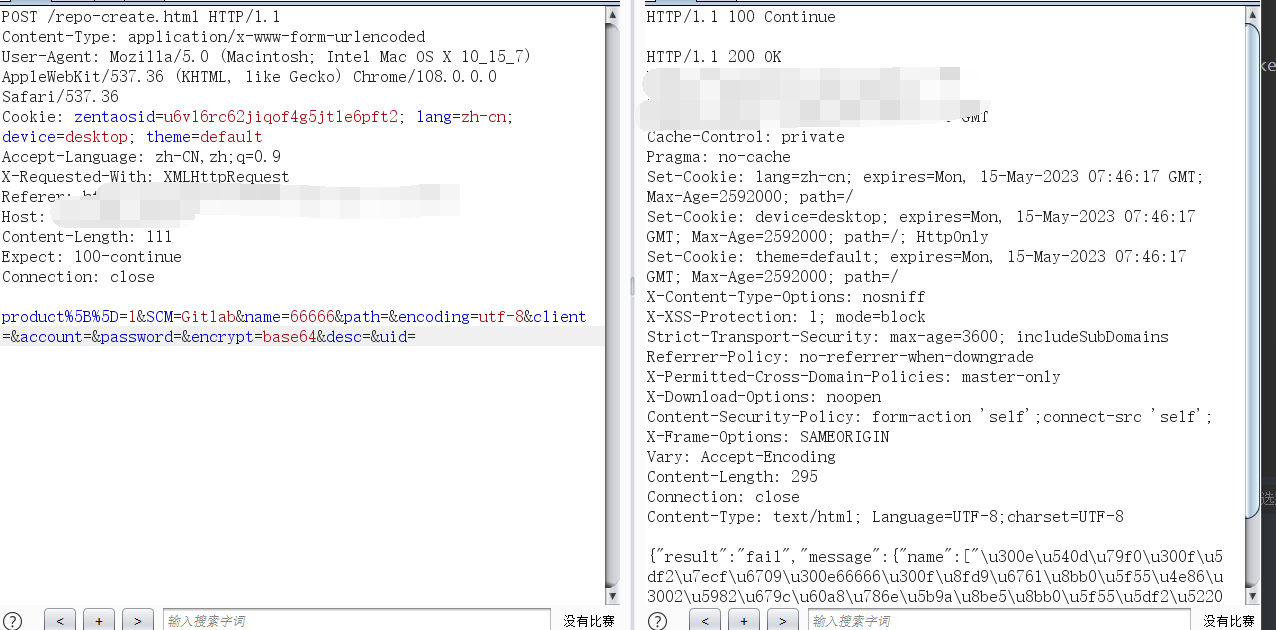 POST /repo-create.html HTTP/1.1
Content-Type: application/x-www-form-urlencoded
User-Agent: Mozilla/5.0 (Macintosh; Intel Mac OS X 10_15_7)
AppleWebKit/537.36 (KHTML, like Gecko) Chrome/108.0.0.0
Safari/537.36
Cookie: zentaosid=u6vl6rc62jiqof4g5jtle6pft2; lang=zh-cn;
device=desktop; theme=default
Accept-Language: zh-CN,zh;q=0.9
X-Requested-With: XMLHttpRequest
Referer:
Host:
Content-Length: 111
Expect: 100-continue
Connection: close
product%5B%5D=1&SCM=Gitlab&name=66666&path=&encoding=utf-8&client
=&account=&password=&encrypt=base64&desc=&uid=
? < + > 输入搜索字词 没有比赛
HTTP/1.1 100 Continue
HTTP/1.1 200 OK
GMT
Cache-Control: private
Pragma: no-cache
Set-Cookie: lang=zh-cn; expires=Mon, 15-May-2023 07:46:17 GMT;
Max-Age=2592000; path=/
Set-Cookie: device=desktop; expires=Mon, 15-May-2023 07:46:17
GMT; Max-Age=2592000; path=/; HttpOnly
Set-Cookie: theme=default; expires=Mon, 15-May-2023 07:46:17
GMT; Max-Age=2592000; path=/
X-Content-Type-Options: nosniff
X-XSS-Protection: 1; mode=block
Strict-Transport-Security: max-age=3600; includeSubDomains
Referrer-Policy: no-referrer-when-downgrade
X-Permitted-Cross-Domain-Policies: master-only
X-Download-Options: noopen
Content-Security-Policy: form-action 'self';connect-src 'self';
X-Frame-Options: SAMEORIGIN
Vary: Accept-Encoding
Content-Length: 295
Connection: close
Content-Type: text/html; Language=UTF-8;charset=UTF-8
{"result":"fail","message":{"name":["\u300e\u540d\u79f0\u300f\u5
df2\u7ecf\u6709\u300e66666\u300f\u8fd9\u6761\u8bb0\u5f55\u4e86\u
3002\u5982\u679c\u60a8\u786e\u5b9a\u8be5\u8bb0\u5f55\u5df2\u5220
? < + > 输入搜索字词 没有比赛
ke
选